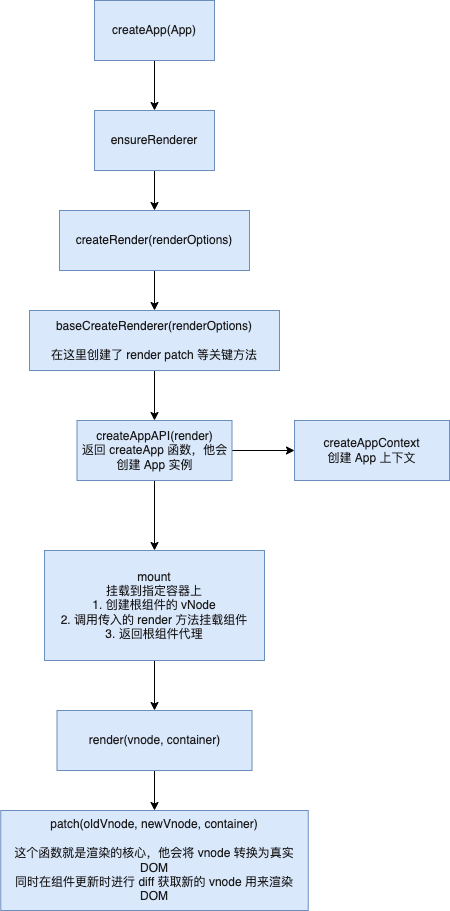 createApp(App)
ensureRenderer
createRender(renderOptions)
baseCreateRenderer(renderOptions)
在这里创建了 render patch 等关键方法
createAppAPI(render)
返回 createApp 函数，他会
创建 App 实例
createAppContext
创建 App 上下文
mount
挂载到指定容器上
1. 创建根组件的 vNode
2. 调用传入的 render 方法挂载组件
3. 返回根组件代理
render(vnode, container)
patch(oldVnode, newVnode, container)
这个函数就是渲染的核心，他会将 vnode 转换为真实
DOM
同时在组件更新时进行 diff 获取新的 vnode 用来渲染
DOM